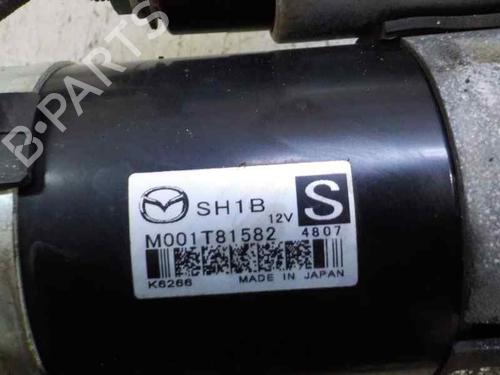 B-PARTS
SH1B 12V S
M001T81582 4807
K6266 MADE IN JAPAN